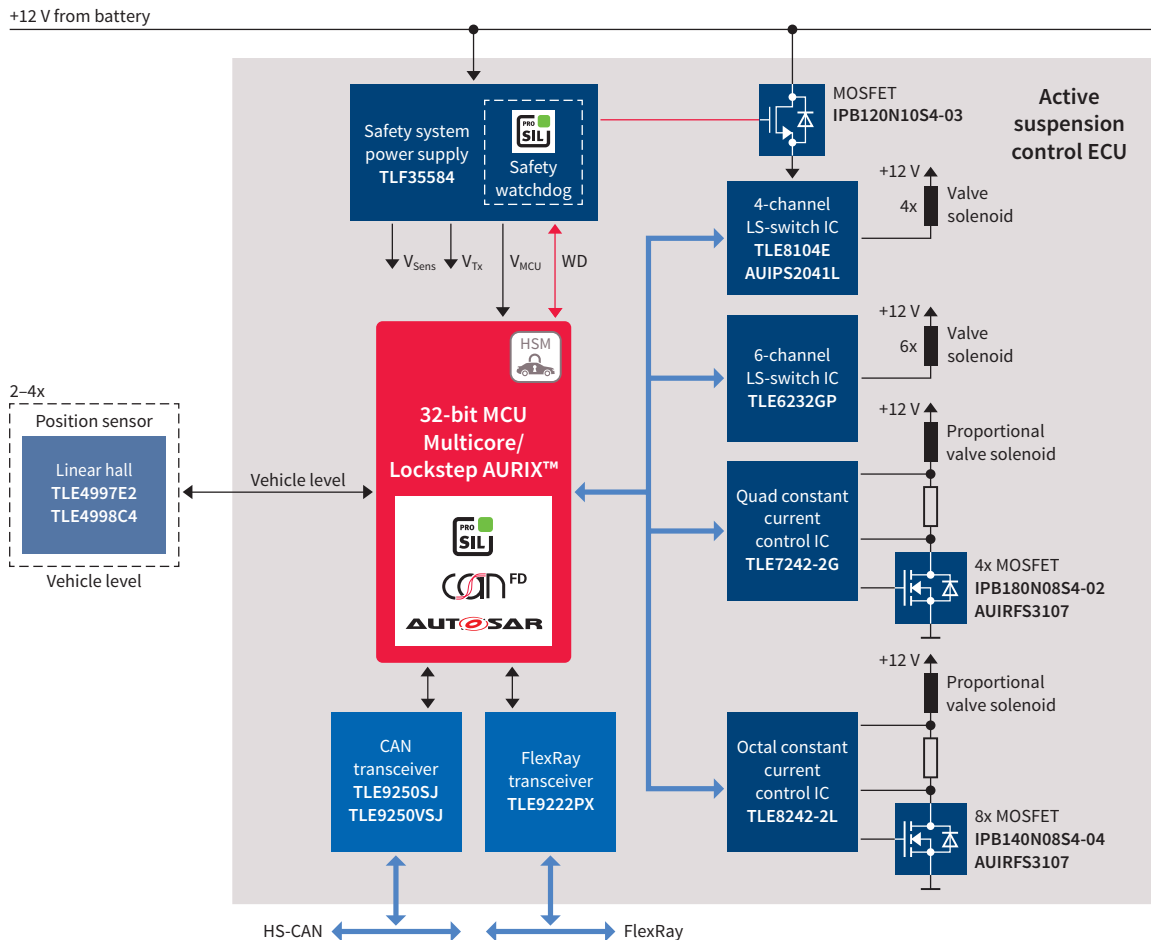 +12 V from battery
Active
suspension
control ECU
Safety system
power supply
TLF35584
PRO
SIL
Safety
watchdog
MOSFET
IPB120N10S4-03
4-channel
LS-switch IC
TLE8104E
AUIPS2041L
+12 V
4x
Valve
solenoid
VSens
VTx
VMCU
WD
HSM
32-bit MCU
Multicore/
Lockstep AURIX™
PRO
SIL
CAN FD
AUTOSAR
6-channel
LS-switch IC
TLE6232GP
+12 V
6x
Valve
solenoid
2–4x
Position sensor
Linear hall
TLE4997E2
TLE4998C4
Vehicle level
Vehicle level
Quad constant
current
control IC
TLE7242-2G
+12 V
Proportional
valve solenoid
4x MOSFET
IPB180N08S4-02
AUIRFS3107
CAN
transceiver
TLE9250SJ
TLE9250VSJ
FlexRay
transceiver
TLE9222PX
Octal constant
current
control IC
TLE8242-2L
+12 V
Proportional
valve solenoid
8x MOSFET
IPB140N08S4-04
AUIRFS3107
HS-CAN
FlexRay